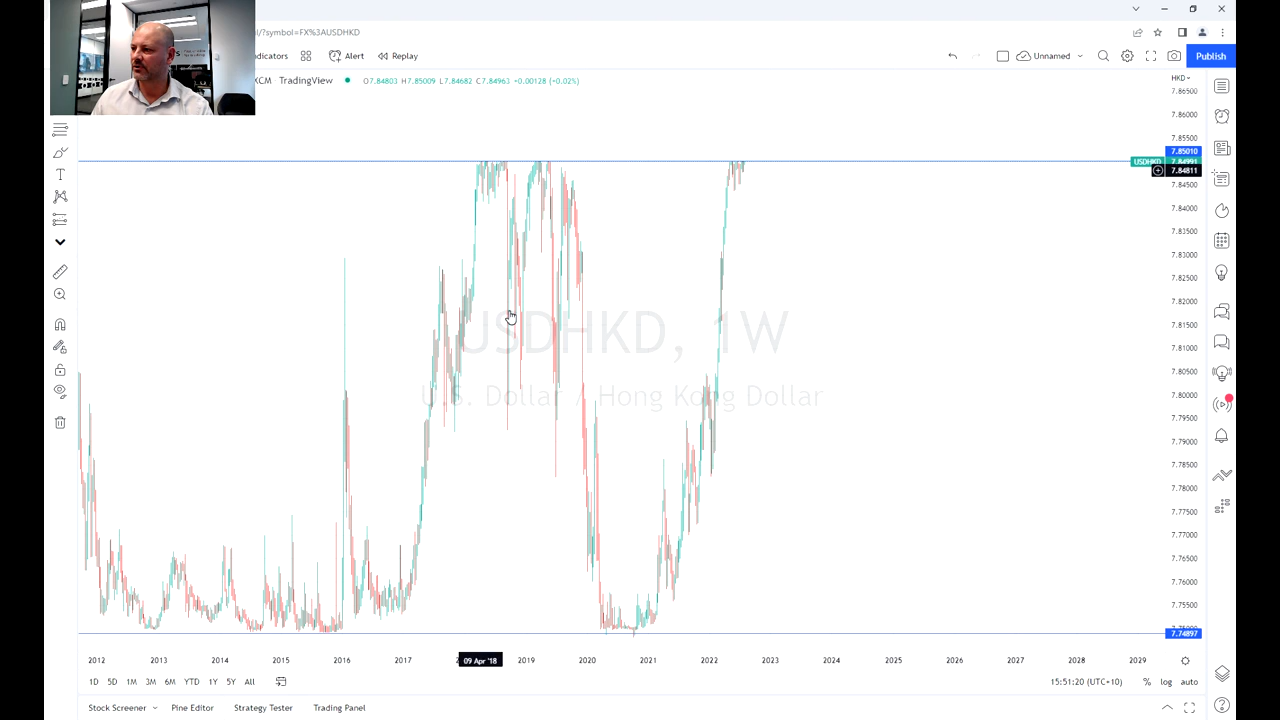 l/?symbol=FX%3AUSDHKD
ndicators
Alert
Replay
Unnamed
Publish
XCM TradingView
O7.84803 H7.85009 L7.84682 C7.84963 +0.00128 (+0.02%)
HKD
7.86500
7.86000
7.85500
7.85010
USDHKD 7.84991
7.84811
7.84500
7.84000
7.83500
7.83000
7.82500
7.82000
7.81500
7.81000
7.80500
7.80000
7.79500
7.79000
7.78500
7.78000
7.77500
7.77000
7.76500
7.76000
7.75500
7.74897
USDHKD, 1W
U.S. Dollar / Hong Kong Dollar
2012 2013 2014 2015 2016 2017 09 Apr '18 2019 2020 2021 2022 2023 2024 2025 2026 2027 2028 2029
1D 5D 1M 3M 6M YTD 1Y 5Y All
15:51:20 (UTC+10) % log auto
Stock Screener Pine Editor Strategy Tester Trading Panel